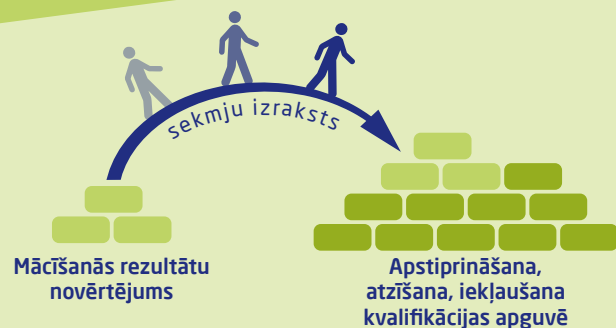 sekmju izraksts
Mācīšanās rezultātu
novērtējums
Apstiprināšana,
atzīšana, iekļaušana
kvalifikācijas apguvē